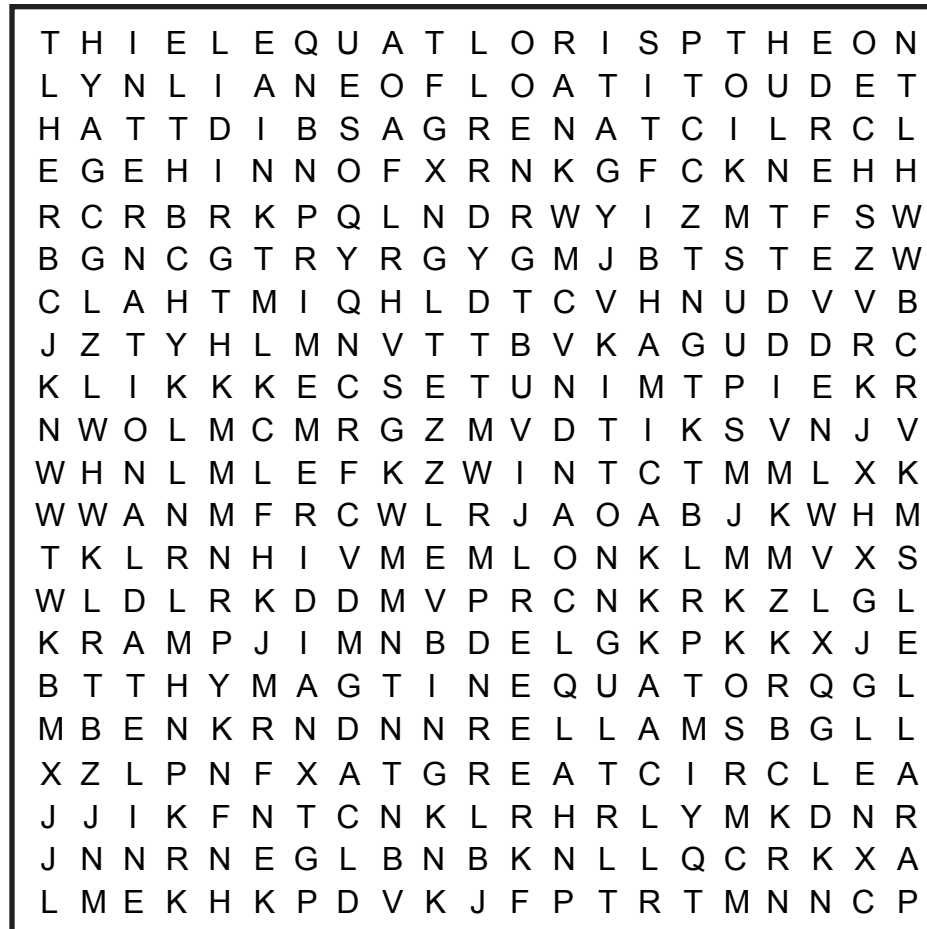 T H I E L E Q U A T L O R I S P T H E O N
L Y N L I A N E O F L O A T I T O U D E T
H A T T D I B S A G R E N A T C I L R C L
E G E H I N N O F X R N K G F C K N E H H
R C R B R K P Q L N D R W Y I Z M T F S W
B G N C G T R Y R G Y G M J B T S T E Z W
C L A H T M I Q H L D T C V H N U D V V B
J Z T Y H L M N V T T B V K A G U D D R C
K L I K K K E C S E T U N I M T P I E K R
N W O L M C M R G Z M V D T I K S V N J V
W H N L M L E F K Z W I N T C T M M L X K
W W A N M F R C W L R J A O A B J K W H M
T K L R N H I V M E M L O N K L M M V X S
W L D L R K D D M V P R C N K R K Z L G L
K R A M P J I M N B D E L G K P K K X J E
B T T H Y M A G T I N E Q U A T O R Q G L
M B E N K R N D N N R E L L A M S B G L L
X Z L P N F X A T G R E A T C I R C L E A
J J I K F N T C N K L R H R L Y M K D N R
J N N R N E G L B N B K N L L Q C R K X A
L M E K H K P D V K J F P T R T M N N C P